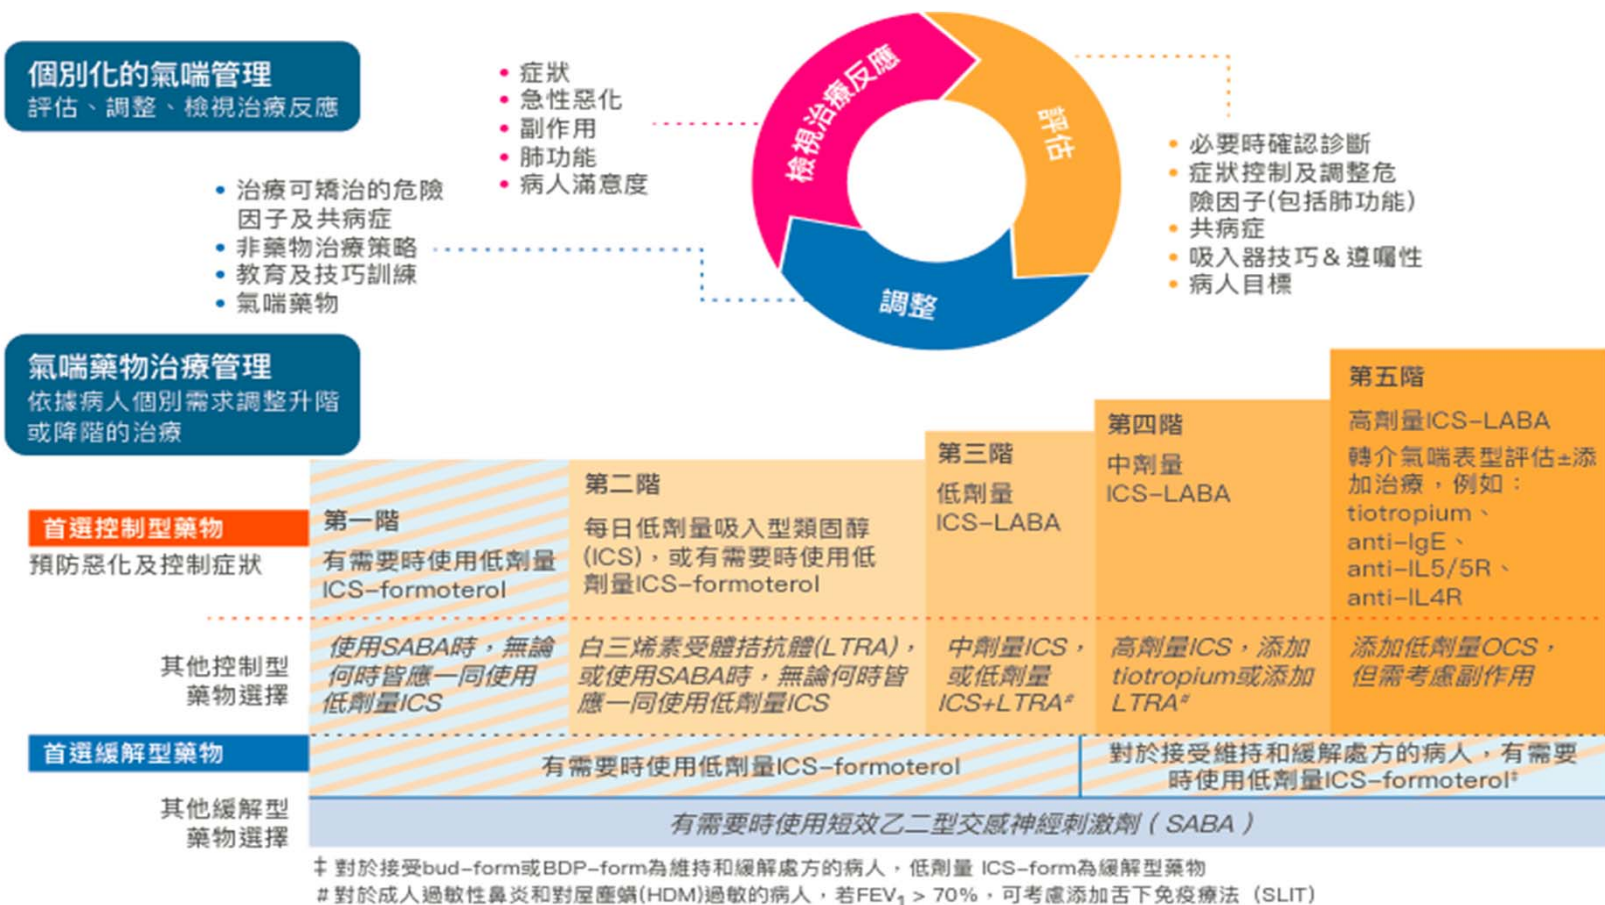 個別化的氣喘管理
評估、調整、檢視治療反應
• 症狀
• 急性惡化
• 副作用
• 肺功能
• 病人滿意度
檢視治療反應
評估
調整
• 必要時確認診斷
• 症狀控制及調整危
險因子(包括肺功能)
• 共病症
• 吸入器技巧&遵囑性
• 病人目標
• 治療可矯治的危險
因子及共病症
• 非藥物治療策略
• 教育及技巧訓練
• 氣喘藥物
氣喘藥物治療管理
依據病人個別需求調整升階
或降階的治療
首選控制型藥物
預防惡化及控制症狀
第一階
有需要時使用低劑量
ICS-formoterol
第二階
每日低劑量吸入型類固醇
(ICS)，或有需要時使用低
劑量ICS-formoterol
第三階
低劑量
ICS-LABA
第四階
中劑量
ICS-LABA
第五階
高劑量ICS-LABA
轉介氣喘表型評估±添
加治療，例如：
tiotropium、
anti-IgE、
anti-IL5/5R、
anti-IL4R
其他控制型
藥物選擇
使用SABA時，無論
何時皆應一同使用
低劑量ICS
白三烯素受體拮抗體(LTRA)，
或使用SABA時，無論何時皆
應一同使用低劑量ICS
中劑量ICS，
或低劑量
ICS+LTRA#
高劑量ICS，添加
tiotropium或添加
LTRA#
添加低劑量OCS，
但需考慮副作用
首選緩解型藥物
有需要時使用低劑量ICS-formoterol
對於接受維持和緩解處方的病人，有需要
時使用低劑量ICS-formoterol‡
其他緩解型
藥物選擇
有需要時使用短效乙二型交感神經刺激劑（SABA）
‡ 對於接受bud-form或BDP-form為維持和緩解處方的病人，低劑量 ICS-form為緩解型藥物
# 對於成人過敏性鼻炎和對屋塵蟎(HDM)過敏的病人，若FEV₁ > 70%，可考慮添加舌下免疫療法（SLIT）